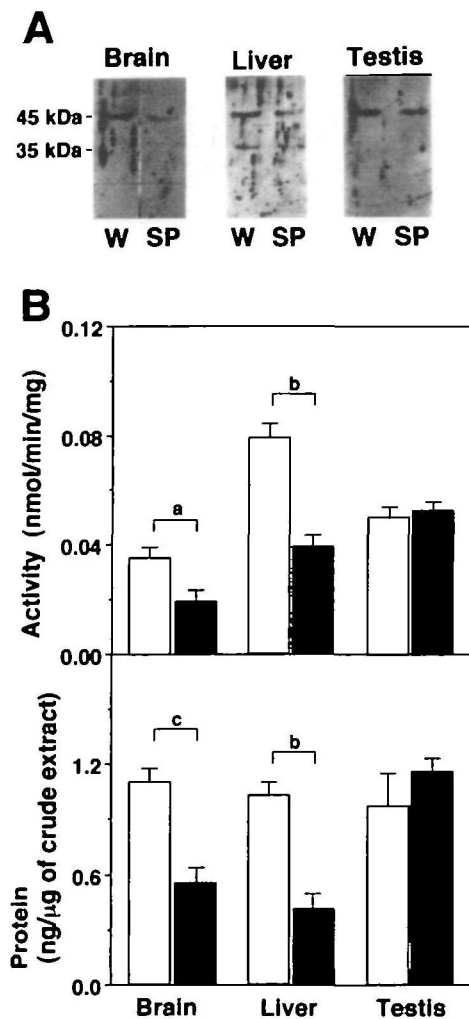 A
Brain Liver Testis
45 kDa
35 kDa
W SP W SP W SP
B
Activity (nmol/min/mg)
0.12
0.08
0.04
0.00
a
b
Protein
(ng/µg of crude extract)
1.2
0.6
0.0
c
b
Brain Liver Testis